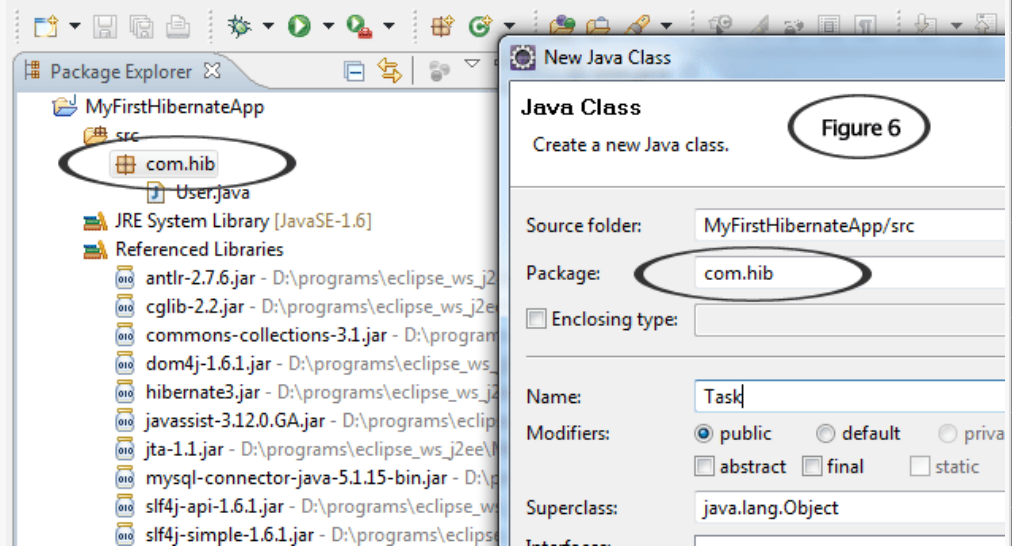 Package Explorer
MyFirstHibernateApp
src
com.hib
User.java
JRE System Library [JavaSE-1.6]
Referenced Libraries
antlr-2.7.6.jar - D:\programs\eclipse_ws_j2
cglib-2.2.jar - D:\programs\eclipse_ws_j2ee
commons-collections-3.1.jar - D:\program
dom4j-1.6.1.jar - D:\programs\eclipse_ws_
hibernate3.jar - D:\programs\eclipse_ws_j2
javassist-3.12.0.GA.jar - D:\programs\eclip
jta-1.1.jar - D:\programs\eclipse_ws_j2ee\
mysql-connector-java-5.1.15-bin.jar - D:\p
slf4j-api-1.6.1.jar - D:\programs\eclipse_w
slf4j-simple-1.6.1.jar - D:\programs\eclipse
New Java Class
Java Class
Figure 6
Create a new Java class.
Source folder: MyFirstHibernateApp/src
Package: com.hib
Enclosing type:
Name: Task
Modifiers: public default priva
abstract final static
Superclass: java.lang.Object
Interfaces: